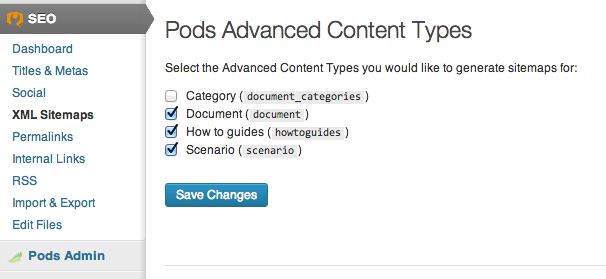 SEO
Dashboard
Titles & Metas
Social
XML Sitemaps
Permalinks
Internal Links
RSS
Import & Export
Edit Files
Pods Admin
Pods Advanced Content Types
Select the Advanced Content Types you would like to generate sitemaps for:
Category ( document_categories )
Document ( document )
How to guides ( howtoguides )
Scenario ( scenario )
Save Changes